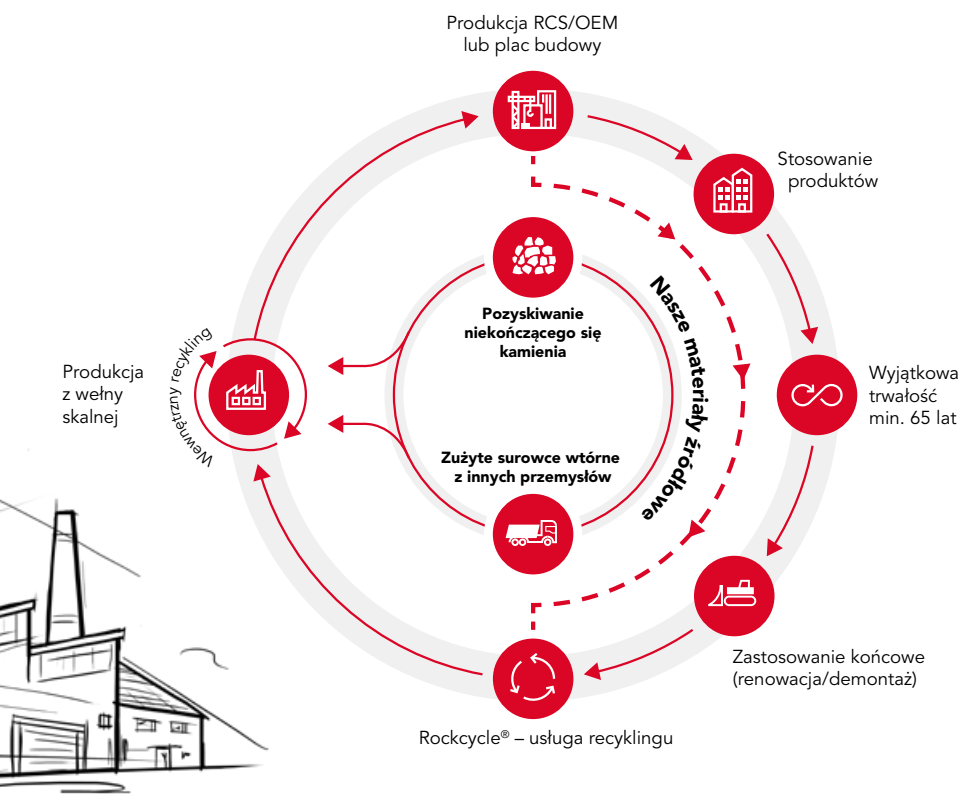 Produkcja RCS/OEM
lub plac budowy
Stosowanie
produktów
Wyjątkowa
trwałość
min. 65 lat
Zastosowanie końcowe
(renowacja/demontaż)
Rockcycle® – usługa recyklingu
Produkcja
z wełny
skalnej
Wewnętrzny recykling
Pozyskiwanie
niekończącego się
kamienia
Zużyte surowce wtórne
z innych przemysłów
Nasze materiały źródłowe